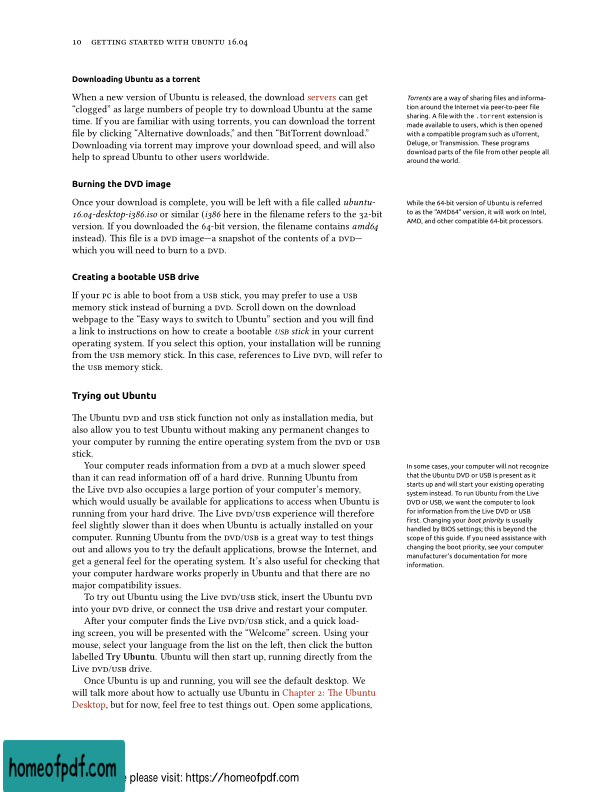 10 GETTING STARTED WITH UBUNTU 16.04
Downloading Ubuntu as a torrent
When a new version of Ubuntu is released, the download servers can get
“clogged” as large numbers of people try to download Ubuntu at the same
time. If you are familiar with using torrents, you can download the torrent
file by clicking “Alternative downloads,” and then “BitTorrent download.”
Downloading via torrent may improve your download speed, and will also
help to spread Ubuntu to other users worldwide.
Torrents are a way of sharing files and informa-
tion around the Internet via peer-to-peer file
sharing. A file with the .torrent extension is
made available to users, which is then opened
with a compatible program such as uTorrent,
Deluge, or Transmission. These programs
download parts of the file from other people all
around the world.
Burning the DVD image
Once your download is complete, you will be left with a file called ubuntu-
16.04-desktop-i386.iso or similar (i386 here in the filename refers to the 32-bit
version. If you downloaded the 64-bit version, the filename contains amd64
instead). This file is a DVD image—a snapshot of the contents of a DVD—
which you will need to burn to a DVD.
While the 64-bit version of Ubuntu is referred
to as the “AMD64” version, it will work on Intel,
AMD, and other compatible 64-bit processors.
Creating a bootable USB drive
If your PC is able to boot from a USB stick, you may prefer to use a USB
memory stick instead of burning a DVD. Scroll down on the download
webpage to the “Easy ways to switch to Ubuntu” section and you will find
a link to instructions on how to create a bootable USB stick in your current
operating system. If you select this option, your installation will be running
from the USB memory stick. In this case, references to Live DVD, will refer to
the USB memory stick.
Trying out Ubuntu
The Ubuntu DVD and USB stick function not only as installation media, but
also allow you to test Ubuntu without making any permanent changes to
your computer by running the entire operating system from the DVD or USB
stick.
Your computer reads information from a DVD at a much slower speed
than it can read information off of a hard drive. Running Ubuntu from
the Live DVD also occupies a large portion of your computer’s memory,
which would usually be available for applications to access when Ubuntu is
running from your hard drive. The Live DVD/USB experience will therefore
feel slightly slower than it does when Ubuntu is actually installed on your
computer. Running Ubuntu from the DVD/USB is a great way to test things
out and allows you to try the default applications, browse the Internet, and
get a general feel for the operating system. It’s also useful for checking that
your computer hardware works properly in Ubuntu and that there are no
major compatibility issues.
In some cases, your computer will not recognize
that the Ubuntu DVD or USB is present as it
starts up and will start your existing operating
system instead. To run Ubuntu from the Live
DVD or USB, we want the computer to look
for information from the Live DVD or USB
first. Changing your boot priority is usually
handled by BIOS settings; this is beyond the
scope of this guide. If you need assistance with
changing the boot priority, see your computer
manufacturer’s documentation for more
information.
To try out Ubuntu using the Live DVD/USB stick, insert the Ubuntu DVD
into your DVD drive, or connect the USB drive and restart your computer.
After your computer finds the Live DVD/USB stick, and a quick load-
ing screen, you will be presented with the “Welcome” screen. Using your
mouse, select your language from the list on the left, then click the button
labelled Try Ubuntu. Ubuntu will then start up, running directly from the
Live DVD/USB drive.
Once Ubuntu is up and running, you will see the default desktop. We
will talk more about how to actually use Ubuntu in Chapter 2: The Ubuntu
Desktop, but for now, feel free to test things out. Open some applications,
homeofpdf.com
please visit: https://homeofpdf.com